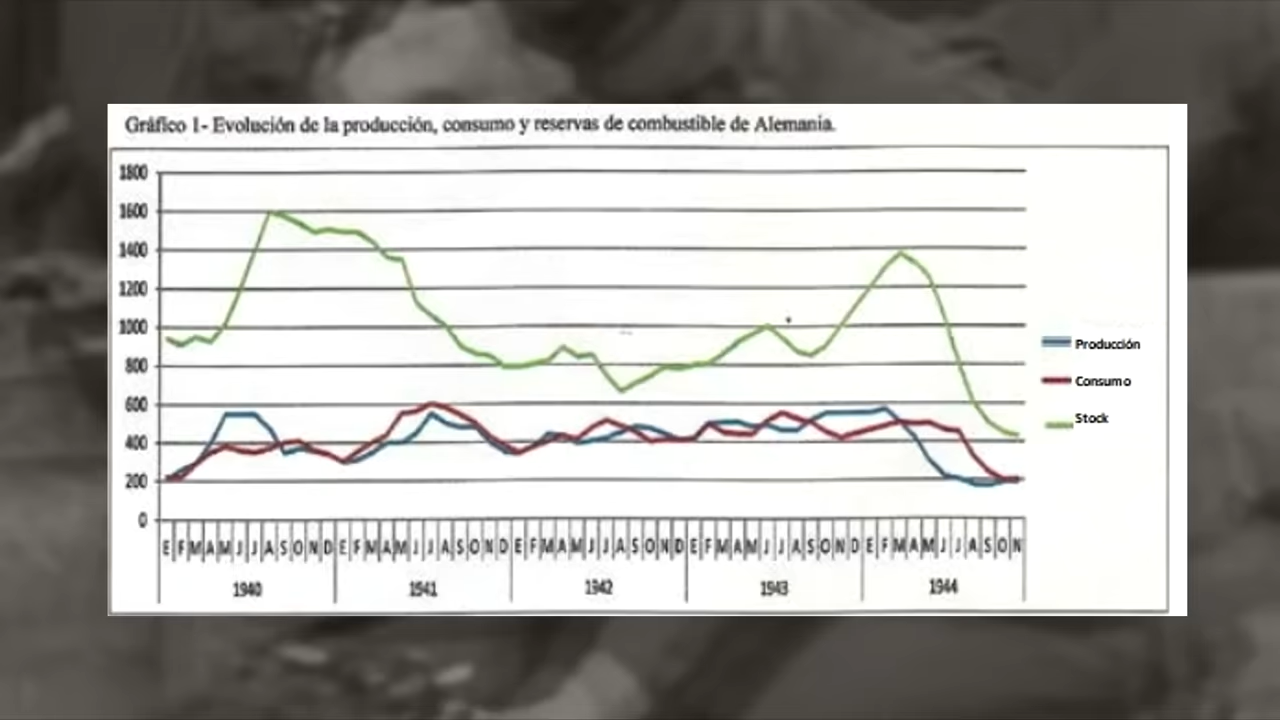 Gráfico 1- Evolución de la producción, consumo y reservas de combustible de Alemania.
1800
1600
1400
1200
1000
800
600
400
200
0
E F M A M J J A S O N D E F M A M J J A S O N D E F M A M J J A S O N D E F M A M J J A S O N D E F M A M J J A S O N
1940 1941 1942 1943 1944
Producción
Consumo
Stock